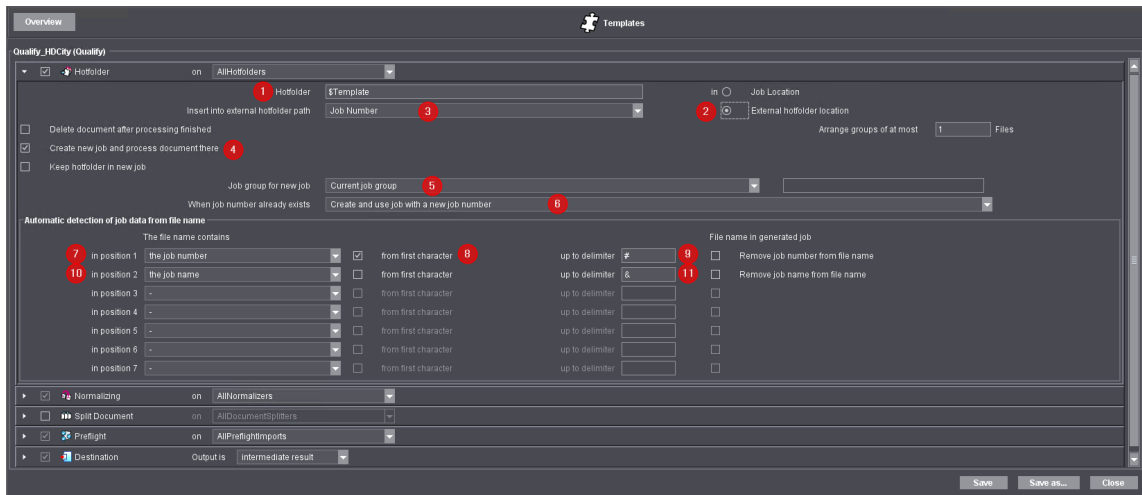 Overview
Templates
Qualify_HDCity (Qualify)
Hotfolder on AllHotfolders
1 Hotfolder $Template in Job Location
Insert into external hotfolder path Job Number 3 2 External hotfolder location
Delete document after processing finished Arrange groups of at most 1 Files
Create new job and process document there 4
Keep hotfolder in new job
Job group for new job Current job group 5
When job number already exists Create and use job with a new job number 6
Automatic detection of job data from file name
The file name contains File name in generated job
7 in position 1 the job number from first character 8 up to delimiter # 9 Remove job number from file name
10 in position 2 the job name from first character up to delimiter & 11 Remove job name from file name
in position 3 - from first character up to delimiter
in position 4 - from first character up to delimiter
in position 5 - from first character up to delimiter
in position 6 - from first character up to delimiter
in position 7 - from first character up to delimiter
Normalizing on AllNormalizers
Split Document on AllDocumentSplitters
Preflight on AllPreflightImports
Destination Output is intermediate result
Save Save as... Close